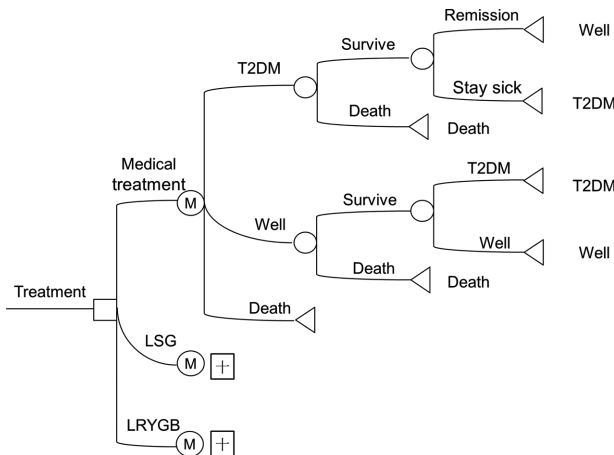 Remission
Well
Survive
T2DM
Stay sick
T2DM
Death
Death
Medical
treatment
M
T2DM
T2DM
Survive
Well
Well
Well
Death
Death
Treatment
Death
LSG
M
+
LRYGB
M
+